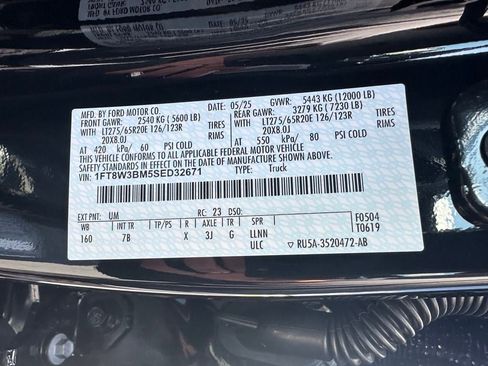 MFD. BY FORD MOTOR CO.
DATE: 05/25 GVWR: 5443 KG (12000 LB)
FRONT GAWR: 2540 KG ( 5600 LB) REAR GAWR: 3279 KG ( 7230 LB)
WITH LT275/65R20E 126/123R TIRES WITH LT275/65R20E 126/123R TIRES
20X8.0J RIMS 20X8.0J RIMS
AT 420 kPa/ 60 PSI COLD AT 550 kPa/ 80 PSI COLD
THIS VEHICLE CONFORMS TO ALL APPLICABLE FEDERAL MOTOR VEHICLE
SAFETY STANDARDS IN EFFECT ON THE DATE OF MANUFACTURE SHOWN ABOVE.
VIN: 1FT8W3BM5SED32671 TYPE: Truck
EXT PNT: UM RC: 23 DSO:
WB INT TR TP/PS R AXLE TR SPR F0504
160 7B X 3J G LLNN T0619
ULC RU5A-3520472-AB